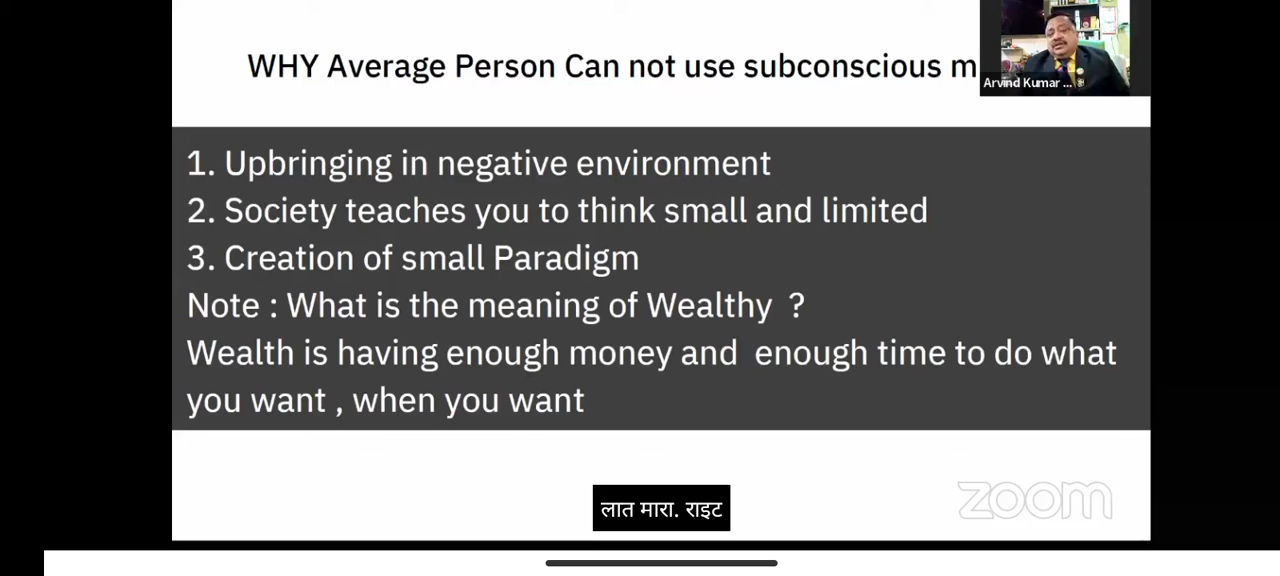 WHY Average Person Can not use subconscious m
Arvind Kumar ...
1. Upbringing in negative environment
2. Society teaches you to think small and limited
3. Creation of small Paradigm
Note : What is the meaning of Wealthy ?
Wealth is having enough money and enough time to do what
you want , when you want
लात मारा. राइट
zoom